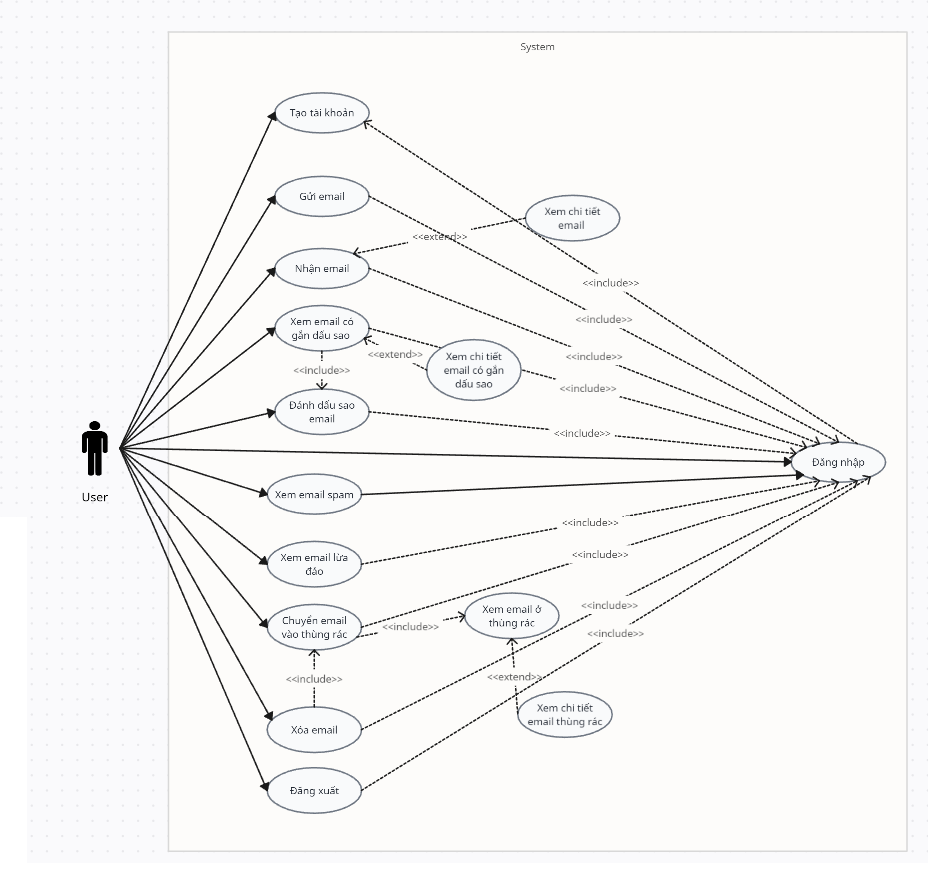 System
Tạo tài khoản
Gửi email
Xem chi tiết
email
<<extend>>
Nhận email
<<include>>
<<include>>
Xem email có
gắn dấu sao
<<extend>>
Xem chi tiết
email có gắn
dấu sao
<<include>>
<<include>>
<<include>>
Đánh dấu sao
email
<<include>>
Đăng nhập
User
Xem email spam
<<include>>
Xem email lừa
đảo
<<include>>
Chuyển email
vào thùng rác
<<include>>
Xem email ở
thùng rác
<<include>>
<<include>>
<<include>>
<<extend>>
Xem chi tiết
email thùng rác
Xóa email
Đăng xuất